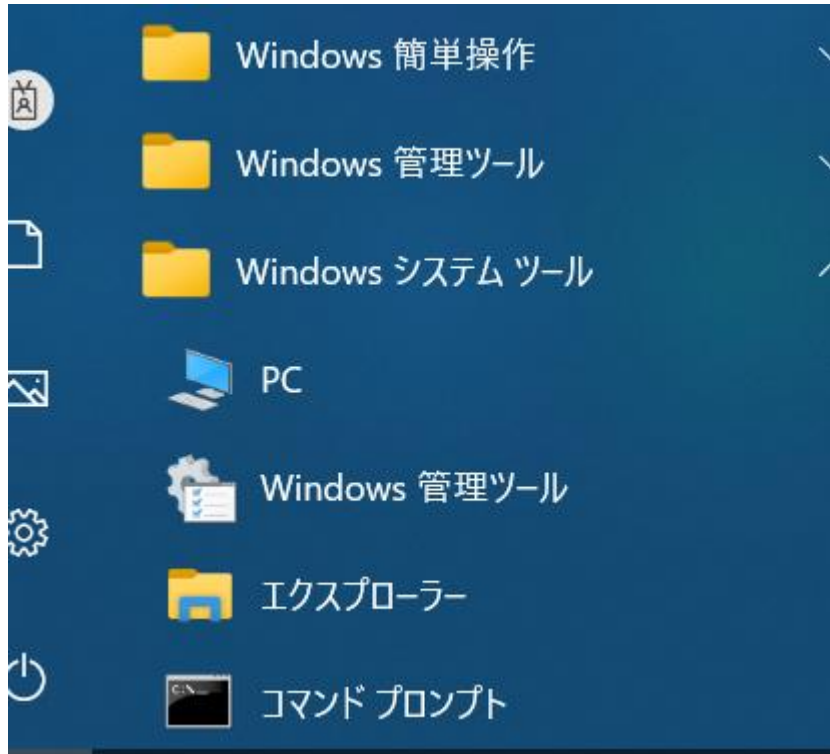 Windows 簡単操作
Windows 管理ツール
Windows システム ツール
PC
Windows 管理ツール
エクスプローラー
C:\
コマンド プロンプト